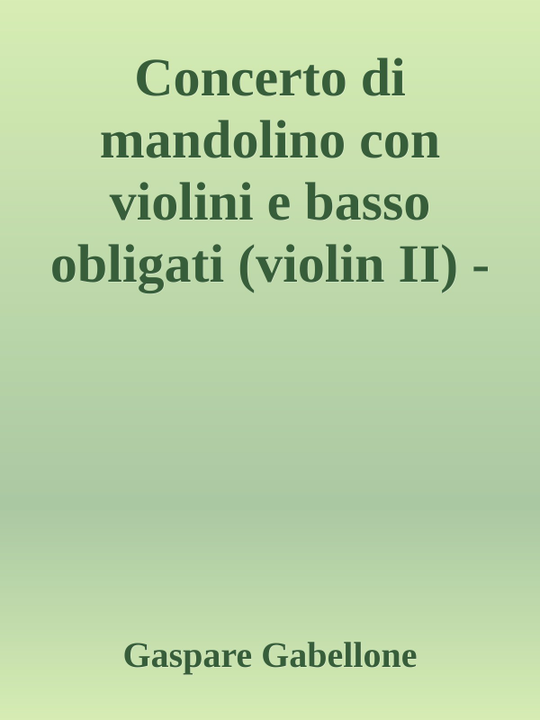 Concerto di
mandolino con
violini e basso
obligati (violin II) -
Gaspare Gabellone